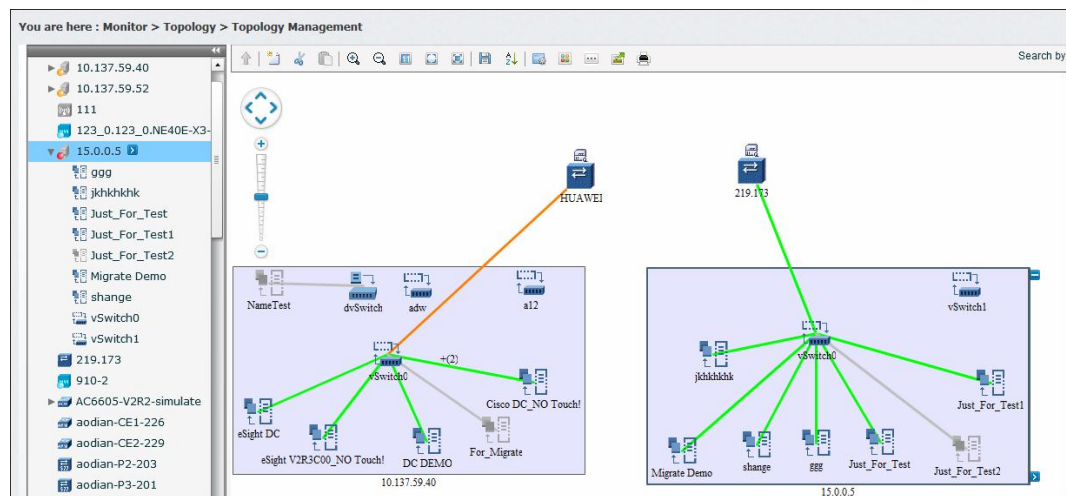 You are here : Monitor > Topology > Topology Management
Search by
10.137.59.40
10.137.59.52
111
123_0.123_0.NE40E-X3-
15.0.0.5
ggg
jkhkhkhk
Just_For_Test
Just_For_Test1
Just_For_Test2
Migrate Demo
shange
vSwitch0
vSwitch1
219.173
910-2
AC6605-V2R2-simulate
aodian-CE1-226
aodian-CE2-229
aodian-P2-203
aodian-P3-201
HUAWEI
219.173
NameTest
dvSwitch
adw
a12
vSwitch0
+(2)
Cisco DC_NO Touch!
eSight DC
eSight V2R3C00_NO Touch!
DC DEMO
For_Migrate
10.137.59.40
vSwitch1
vSwitch0
jkhkhkhk
Just_For_Test1
Migrate Demo
shange
ggg
Just_For_Test
Just_For_Test2
15.0.0.5